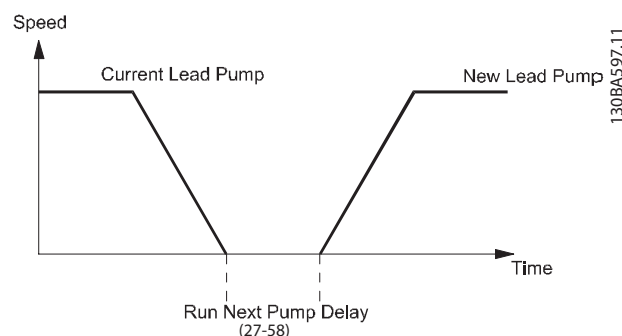 Speed
Current Lead Pump
New Lead Pump
130BA597.11
Time
Run Next Pump Delay
(27-58)